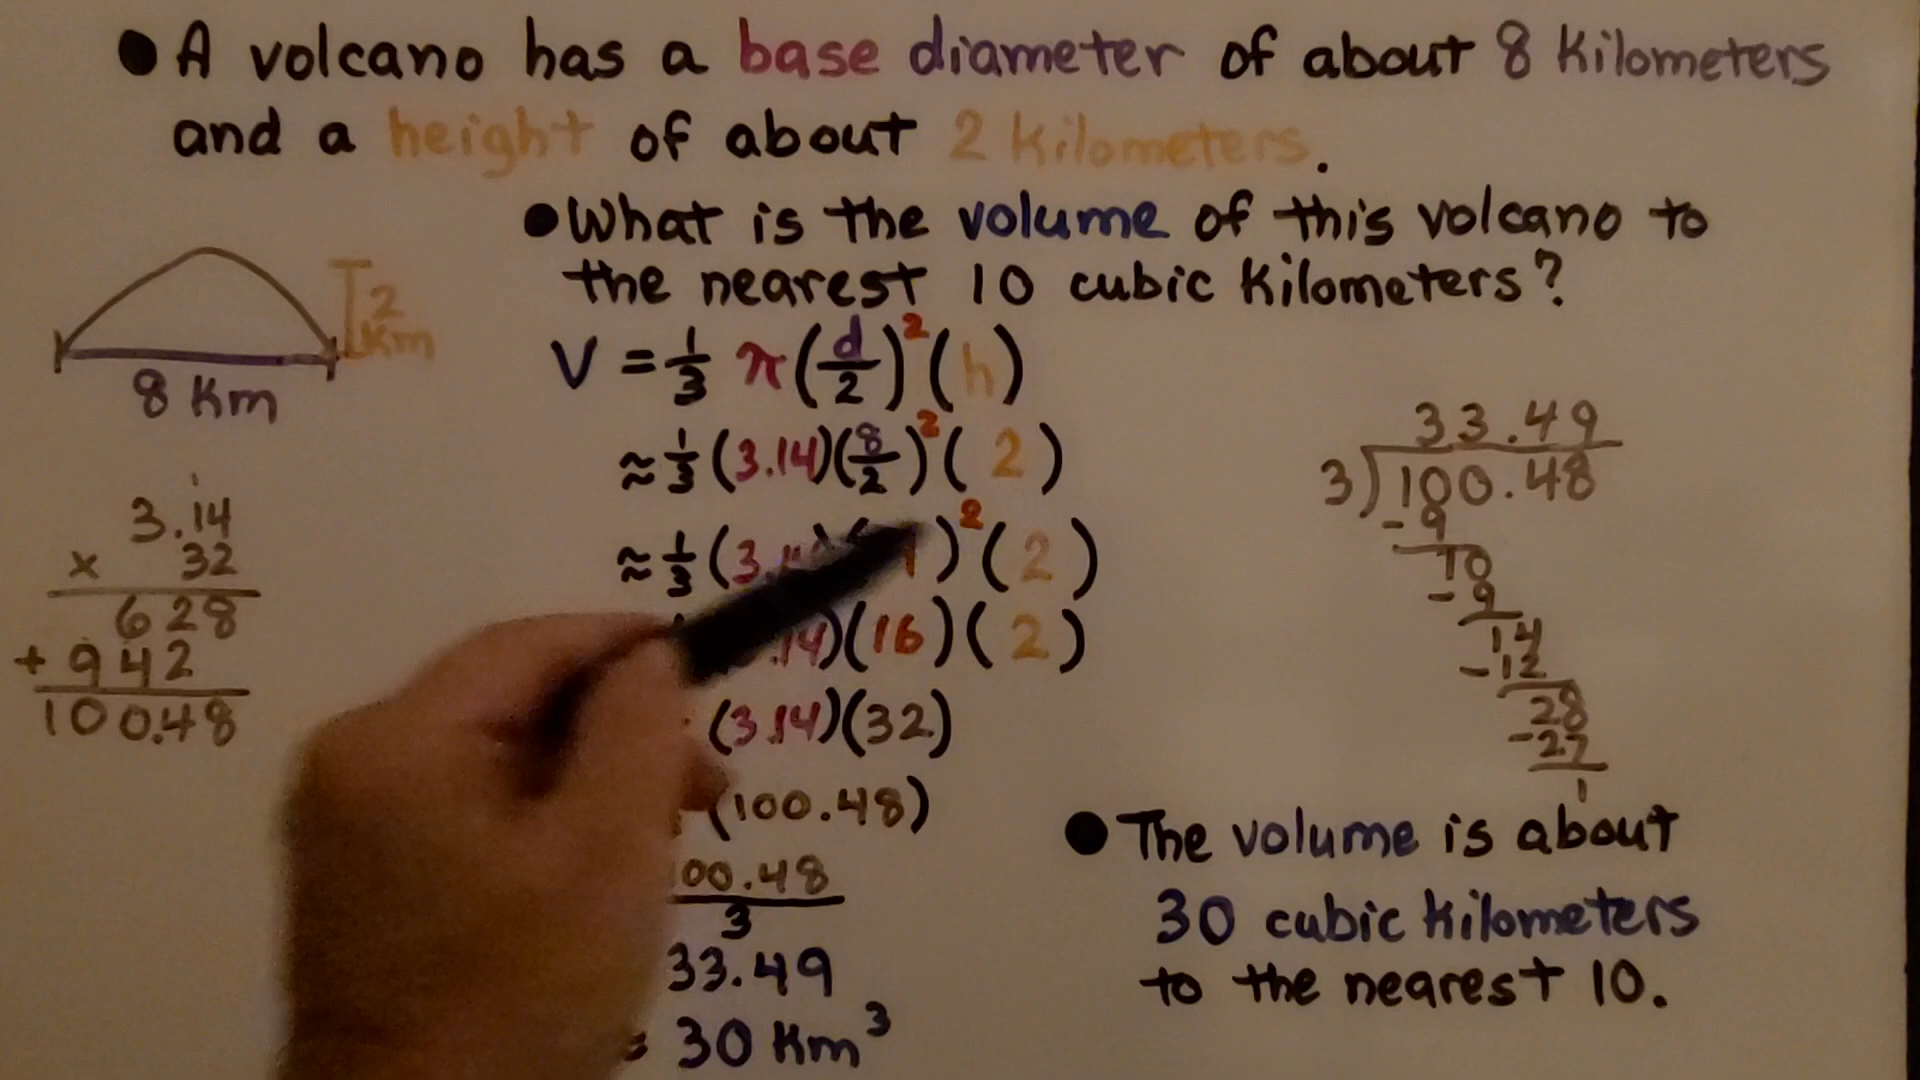 • A volcano has a base diameter of about 8 Kilometers
and a height of about 2 Kilometers.
• What is the volume of this volcano to
the nearest 10 cubic Kilometers?
2 Km
8 Km
V = 1/3 π (d/2)² (h)
≈ 1/3 (3.14)(8/2)² (2)
≈ 1/3 (3.14)( )² (2)
.14)(16)(2)
(3.14)(32)
(100.48)
100.48
3
33.49
30 Km³
1
3.14
x 32
628
+ 942
100.48
33.49
3)100.48
-9
10
-9
14
-12
28
-27
1
• The volume is about
30 cubic Kilometers
to the nearest 10.